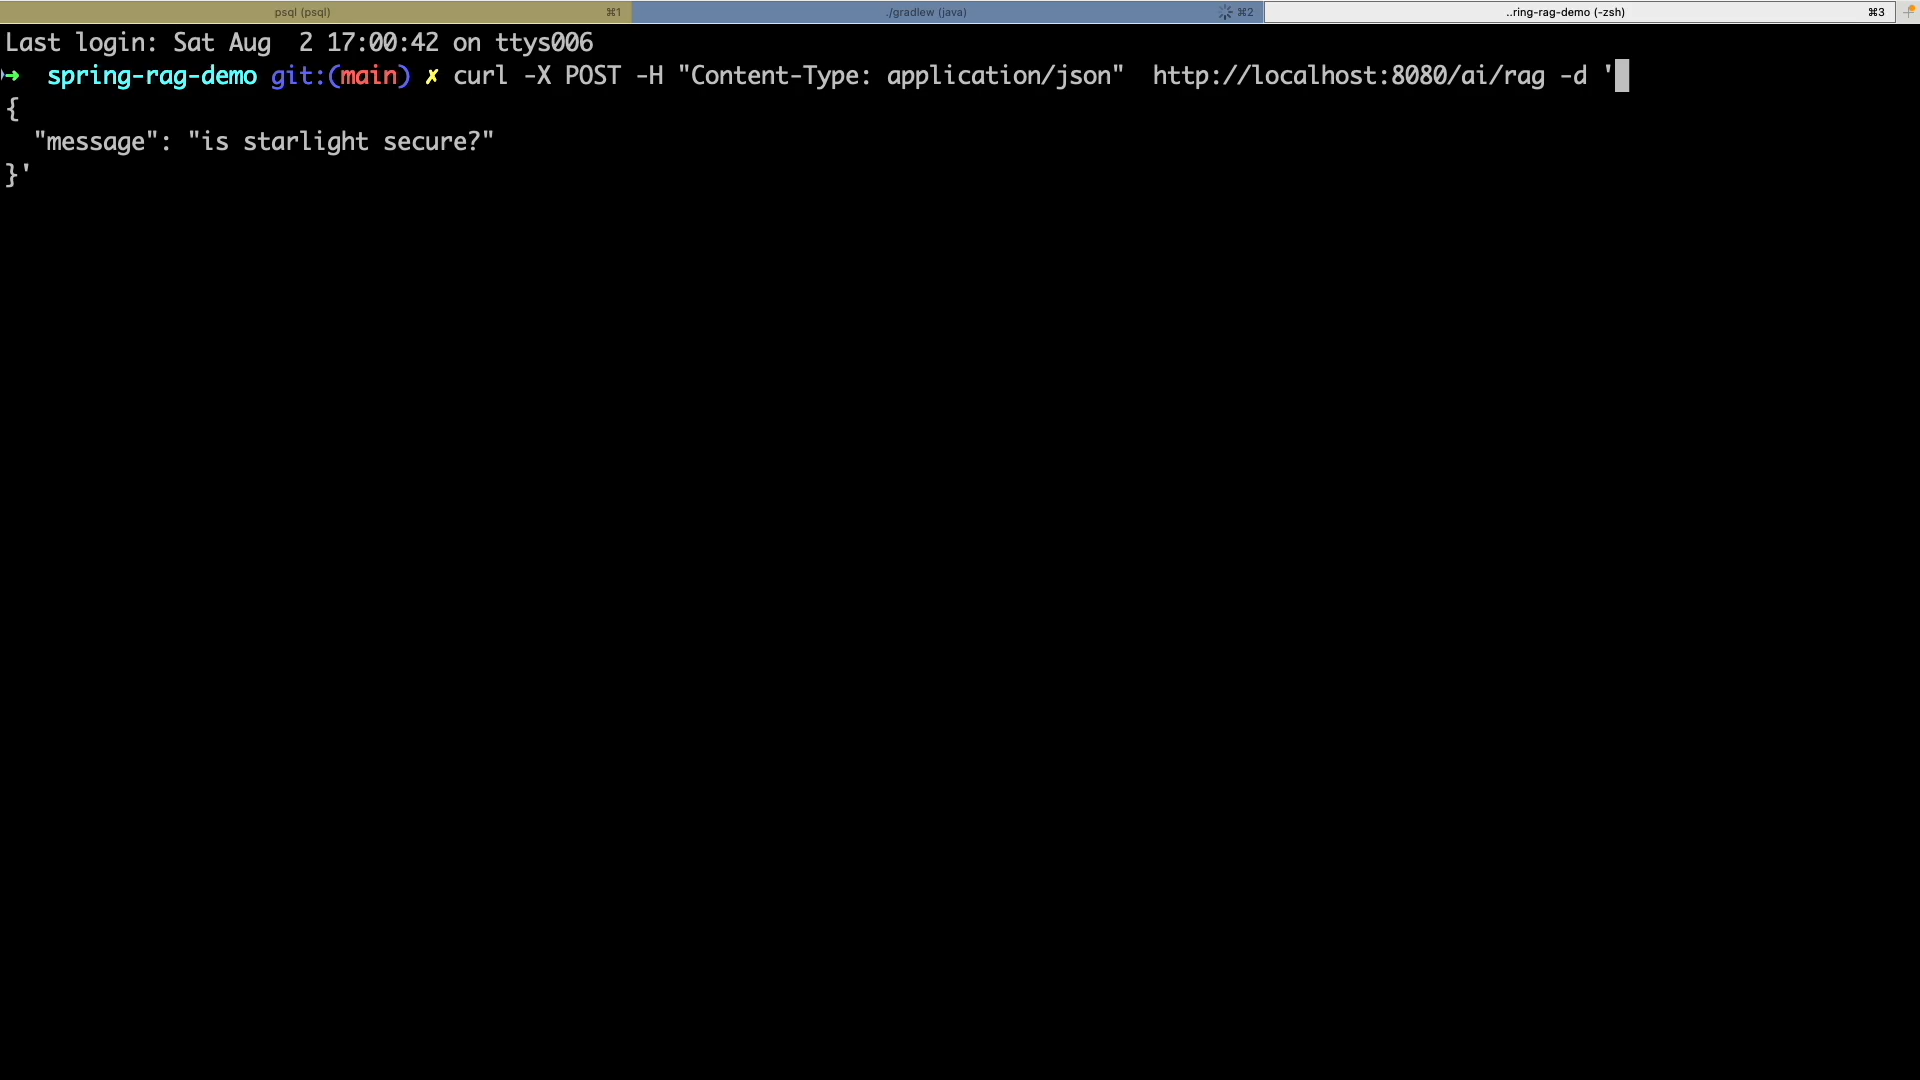 psql (psql) ⌘1 ./gradlew (java) ⌘2 ..ring-rag-demo (-zsh) ⌘3
Last login: Sat Aug  2 17:00:42 on ttys006
➜  spring-rag-demo git:(main) ✗ curl -X POST -H "Content-Type: application/json"  http://localhost:8080/ai/rag -d '
{
  "message": "is starlight secure?"
}'